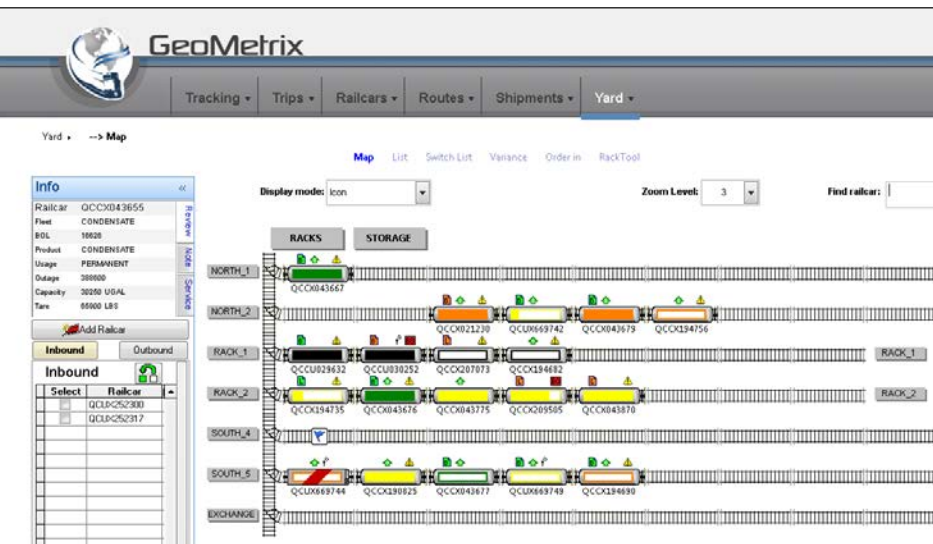 GeoMetrix
Tracking Trips Railcars Routes Shipments Yard
Yard --> Map
Map List Switch List Variance Order in RackTool
Info «
Display mode: Icon Zoom Level: 3 Find railcar:
Railcar QCCX043655
Fleet CONDENSATE
BOL 16626
Product CONDENSATE
Usage PERMANENT
Outage
Capacity 30260 UGAL
Tare 65900 LBS
Review
Note
Service
Add Railcar
Inbound Outbound
Inbound
Select Railcar
QCUX252300
QCUX252317
RACKS STORAGE
NORTH_1
QCCX043667
NORTH_2
QCCX021230 QCUX669742 QCCX043679 QCCX194756
RACK_1 RACK_1
QCCU029632 QCCU030252 QCCX207073 QCCX194682
RACK_2 RACK_2
QCCX194735 QCCX043676 QCCX043775 QCCX209505 QCCX043870
SOUTH_4
SOUTH_5
QCUX669744 QCCX190825 QCCX043677 QCUX669749 QCCX194690
EXCHANGE